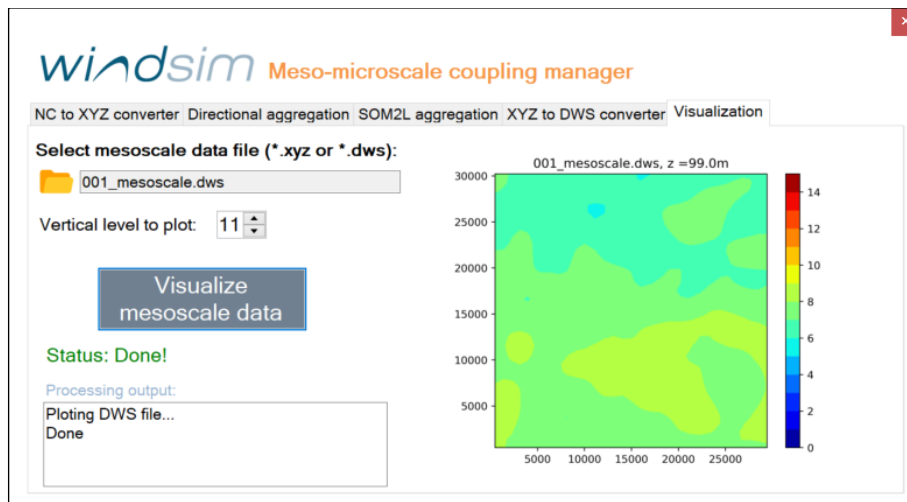 windsim Meso-microscale coupling manager
NC to XYZ converter Directional aggregation SOM2L aggregation XYZ to DWS converter Visualization
Select mesoscale data file (*.xyz or *.dws):
001_mesoscale.dws
Vertical level to plot: 11
Visualize
mesoscale data
Status: Done!
Processing output:
Ploting DWS file...
Done
001_mesoscale.dws, z =99.0m
30000
25000
20000
15000
10000
5000
5000 10000 15000 20000 25000
14
12
10
8
6
4
2
0